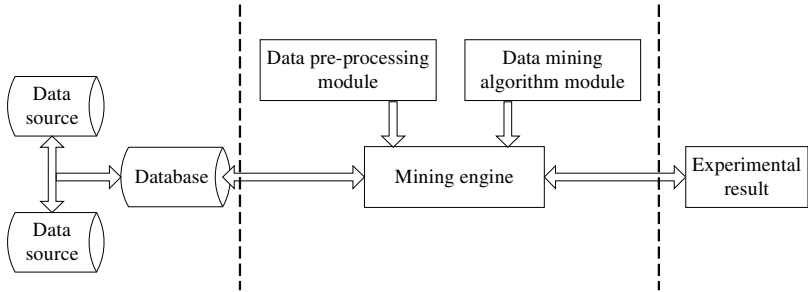 Data pre-processing
module
Data mining
algorithm module
Data
source
Database
Mining engine
Experimental
result
Data
source